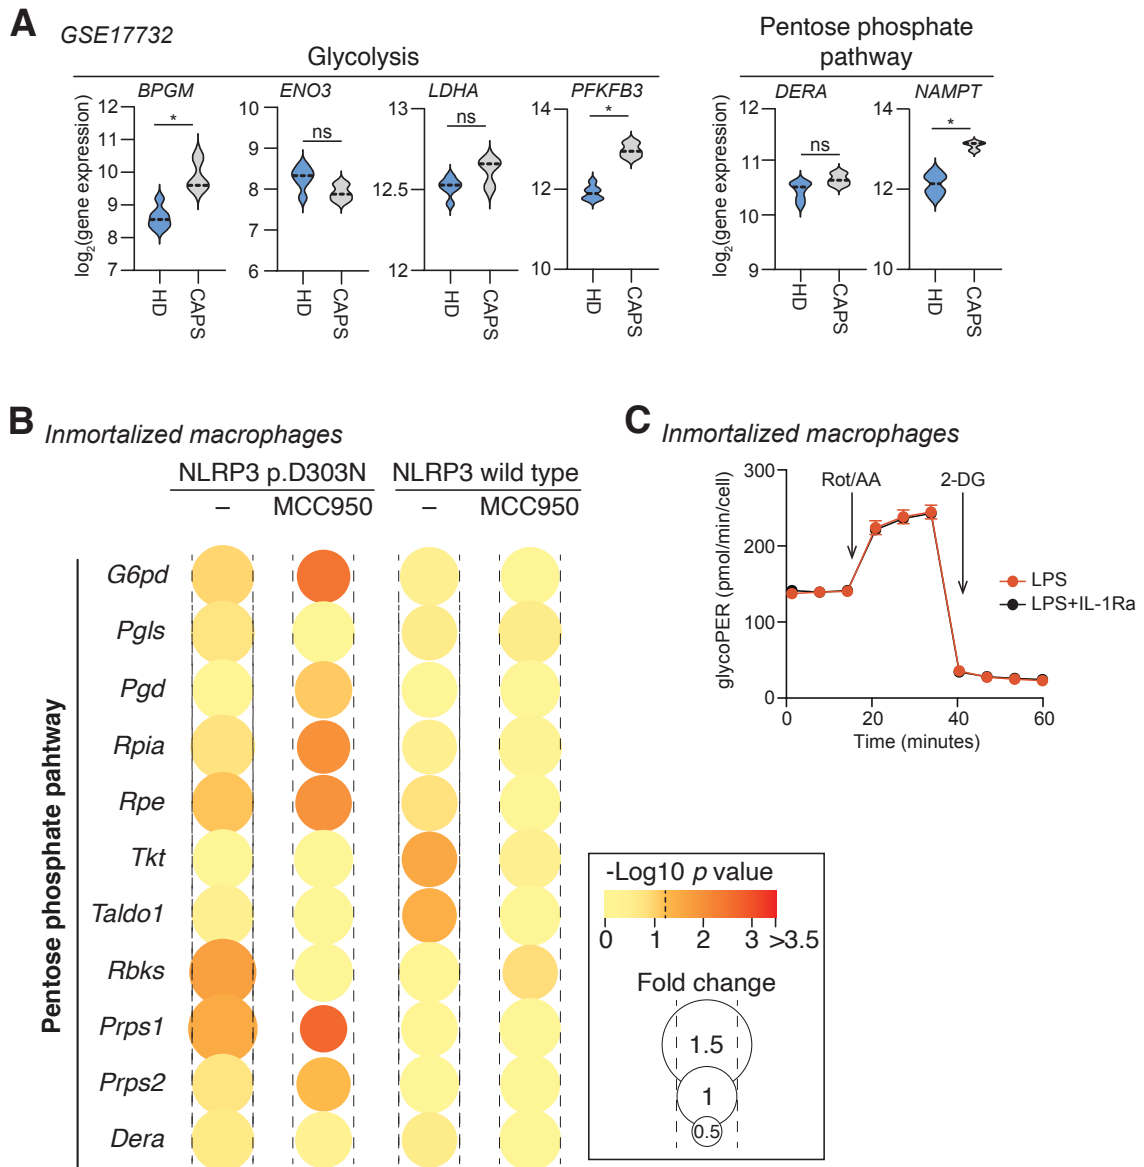 A GSE17732
Glycolysis
Pentose phosphate
pathway
BPGM ENO3 LDHA PFKFB3 DERA NAMPT
log2(gene expression)
12
11
10
9
8
7
*
HD CAPS
10
9
8
7
6
ns
HD CAPS
13
12.5
12
ns
HD CAPS
14
12
10
*
HD CAPS
log2(gene expression)
12
11
10
9
ns
HD CAPS
14
12
10
*
HD CAPS
B Inmortalized macrophages
NLRP3 p.D303N NLRP3 wild type
– MCC950 – MCC950
Pentose phosphate pahtway
G6pd
Pgls
Pgd
Rpia
Rpe
Tkt
Taldo1
Rbks
Prps1
Prps2
Dera
C Inmortalized macrophages
glycoPER (pmol/min/cell)
300
200
100
0
Rot/AA 2-DG
LPS
LPS+IL-1Ra
0 20 40 60
Time (minutes)
-Log10 p value
0 1 2 3 >3.5
Fold change
1.5
1
0.5